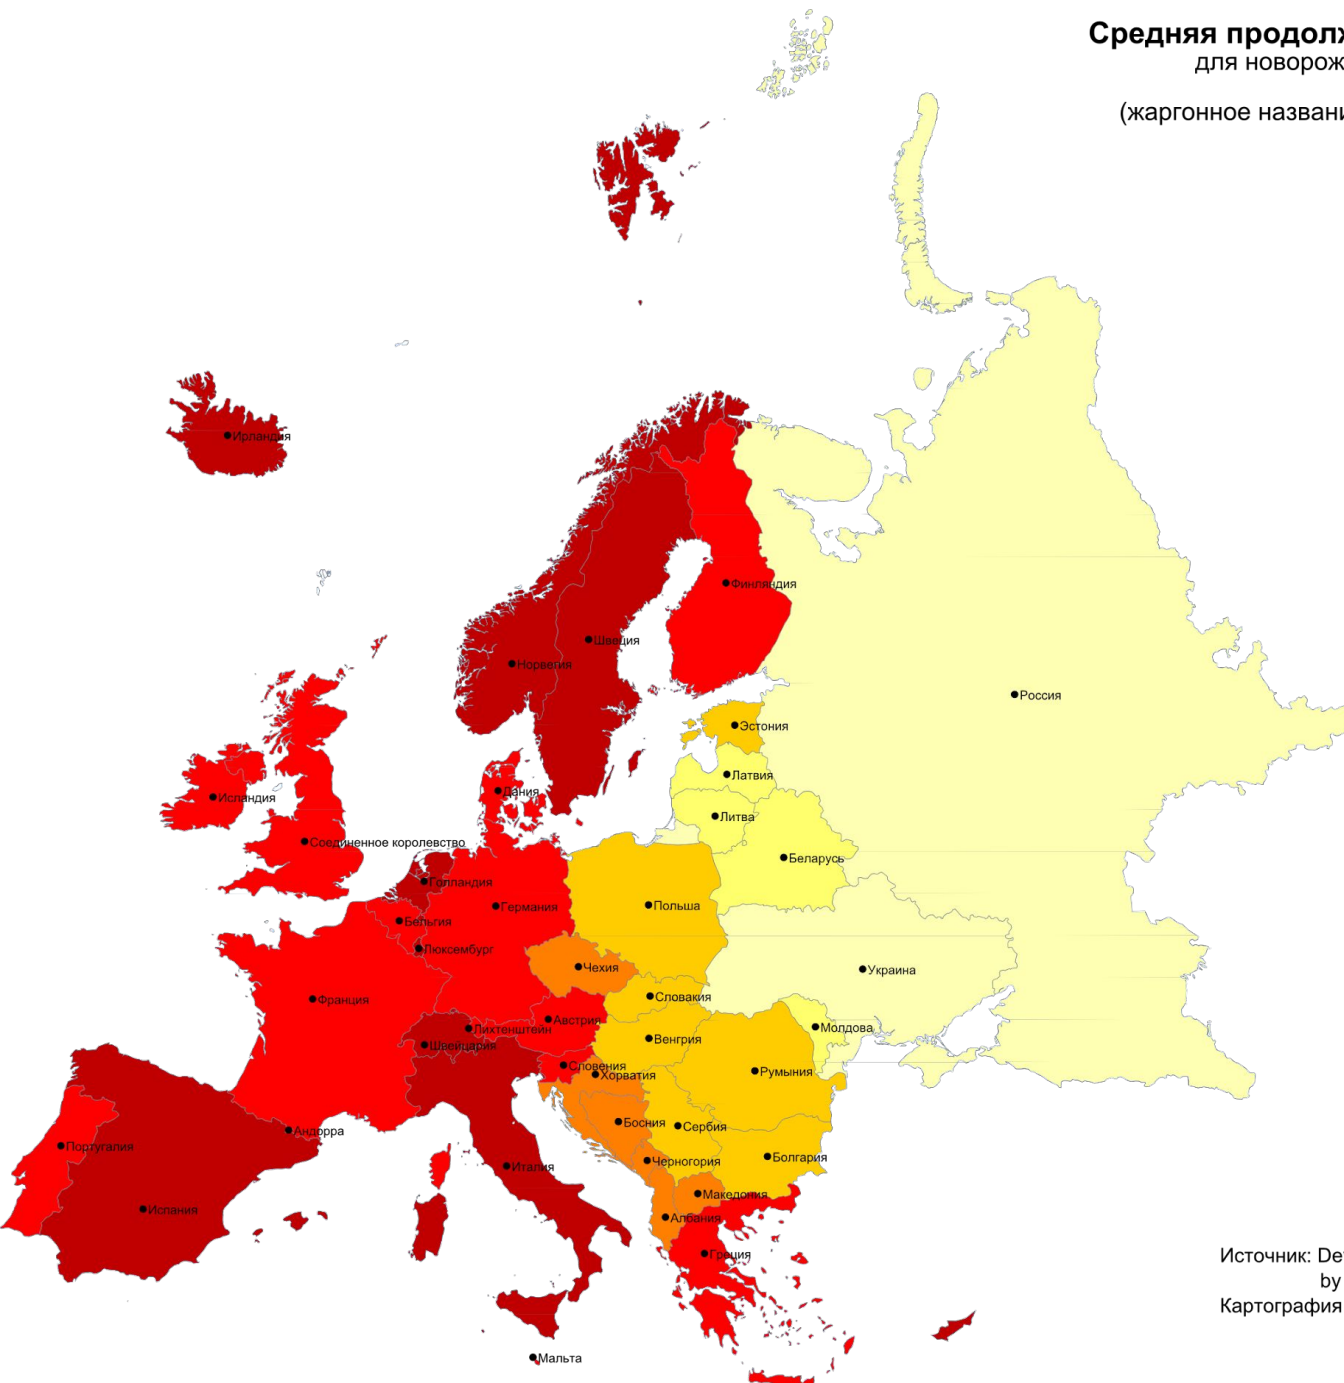 Средняя продолж
для новорож
(жаргонное названи
Ирландия
Финляндия
Швеция
Норвегия
Россия
Эстония
Латвия
Дания
Исландия
Литва
Соединенное королевство
Беларусь
Голландия
Германия
Польша
Бельгия
Люксембург
Чехия
Украина
Словакия
Франция
Австрия
Лихтенштейн
Молдова
Венгрия
Швейцария
Словения
Хорватия
Румыния
Босния
Сербия
Андорра
Португалия
Черногория
Болгария
Италия
Македония
Испания
Албания
Греция
Источник: De
by
Картография
Мальта